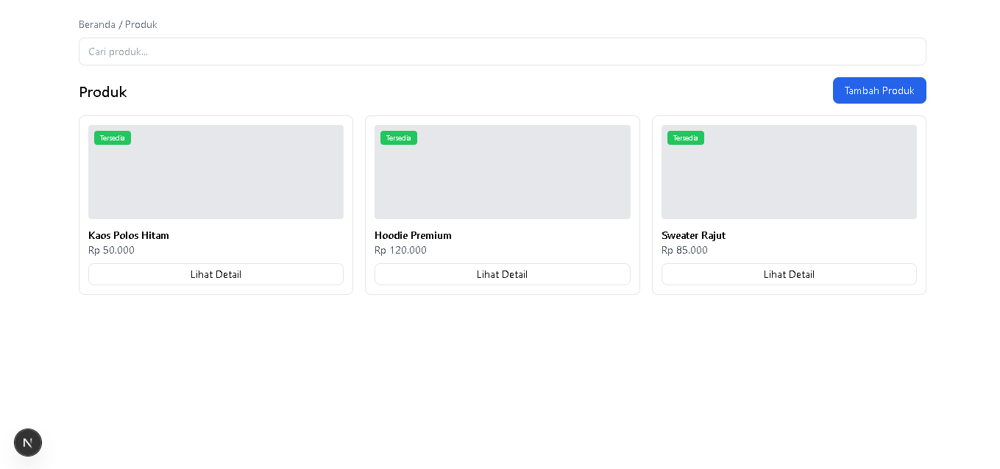 Beranda / Produk
Cari produk...
Produk
Tambah Produk
Tersedia
Kaos Polos Hitam
Rp 50.000
Lihat Detail
Tersedia
Hoodie Premium
Rp 120.000
Lihat Detail
Tersedia
Sweater Rajut
Rp 85.000
Lihat Detail
N